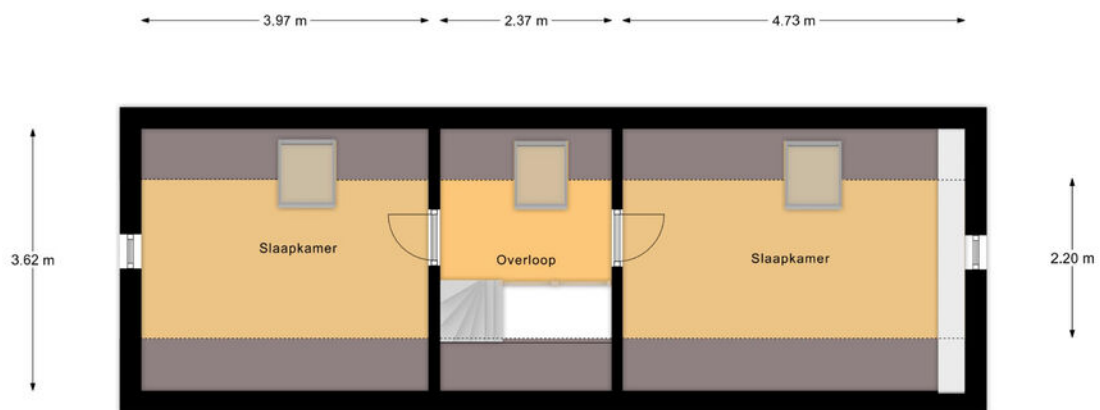 3.97 m
2.37 m
4.73 m
3.62 m
Slaapkamer
Overloop
Slaapkamer
2.20 m